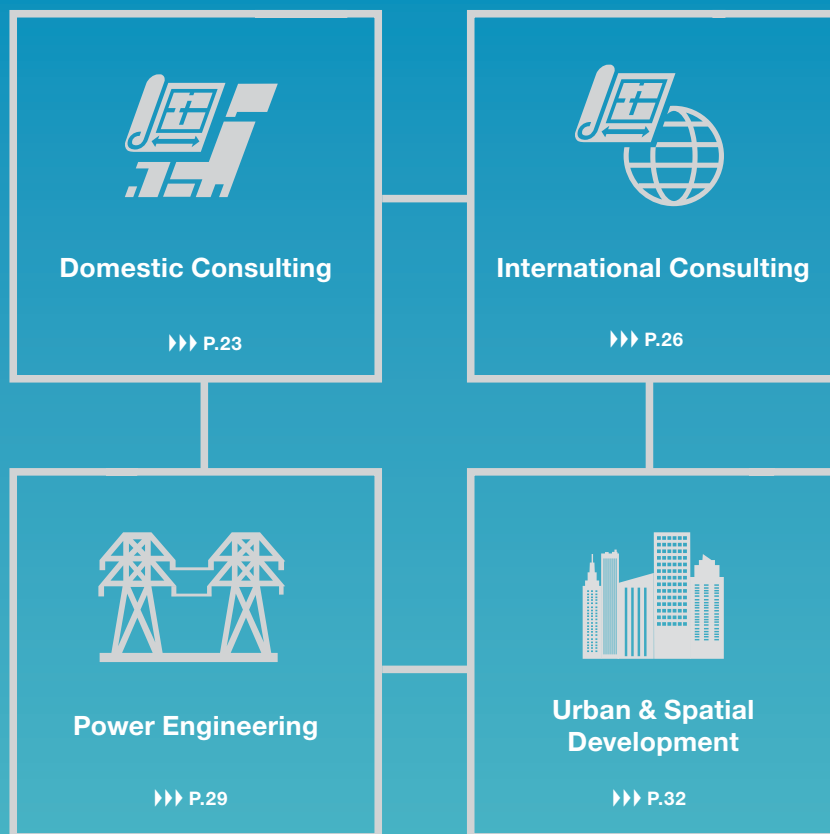 Domestic Consulting
P.23
International Consulting
P.26
Power Engineering
P.29
Urban & Spatial
Development
P.32